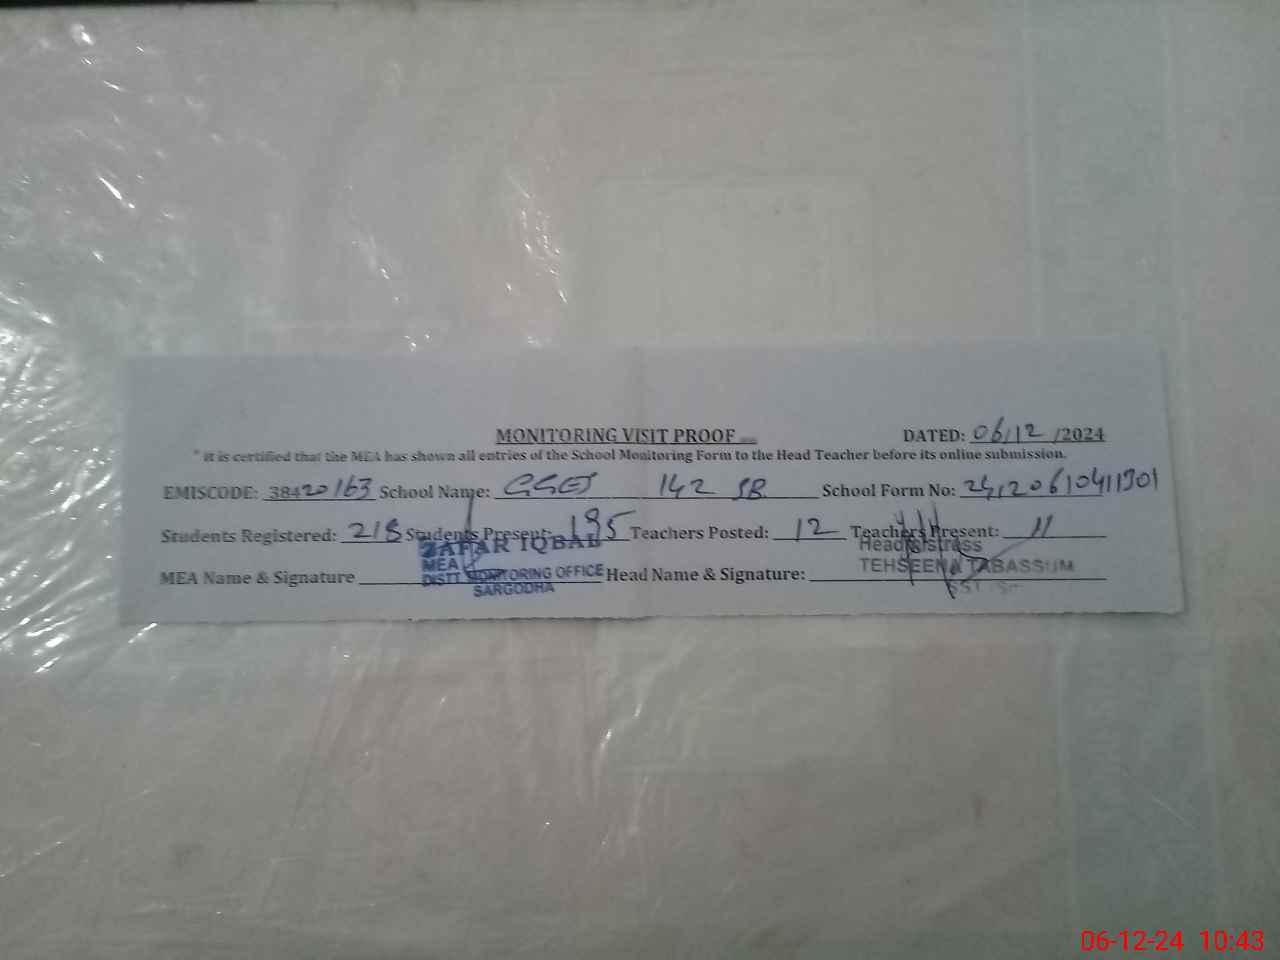 MONITORING VISIT PROOF DATED: 06/12/2024
* It is certified that the MEA has shown all entries of the School Monitoring Form to the Head Teacher before its online submission.
EMISCODE: 38420163 School Name: GGES 142 SB School Form No:
Students Registered: 218 Students Present: 195 Teachers Posted: 12 Teachers Present: 11
ZAFAR IQBAL
MEA
DISTT MONITORING OFFICE
SARGODHA
Headmistress
TEHSEENA TABASSUM
SST
MEA Name & Signature Head Name & Signature:
06-12-24 10:43